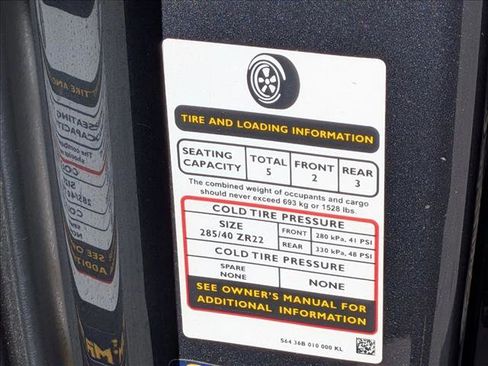 TIRE AND LOADING INFORMATION
SEATING CAPACITY TOTAL 5 FRONT 2 REAR 3
The combined weight of occupants and cargo
should never exceed 693 kg or 1528 lbs.
COLD TIRE PRESSURE
SIZE 285/40 ZR22 FRONT 280 kPa, 41 PSI
REAR 330 kPa, 48 PSI
COLD TIRE PRESSURE
SPARE NONE NONE
SEE OWNER'S MANUAL FOR
ADDITIONAL INFORMATION
S64 36B 010 000 KL